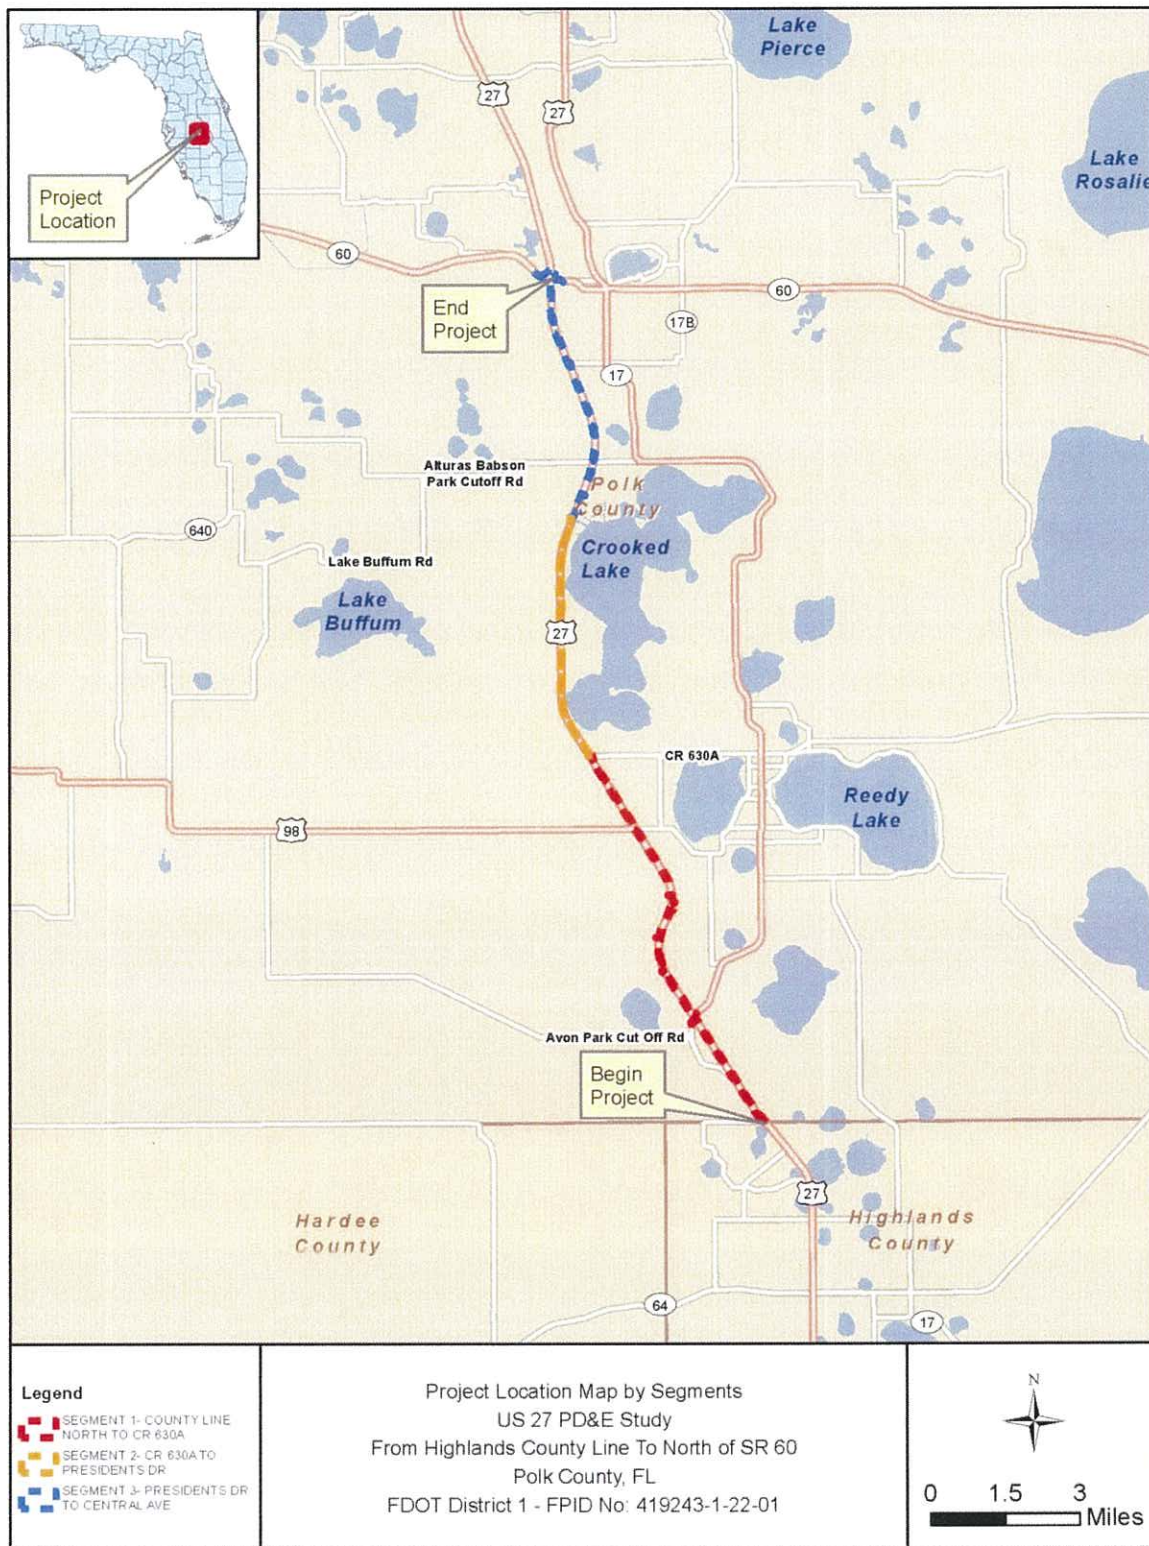 Lake
Pierce
27
27
Lake
Rosalie
Project
Location
60
End
Project
60
17B
17
Alturas Babson
Park Cutoff Rd
Polk
County
640
Crooked
Lake
Lake Buffum Rd
Lake
Buffum
27
CR 630A
Reedy
Lake
98
Avon Park Cut Off Rd
Begin
Project
27
Hardee
County
Highlands
County
64
17
Legend
SEGMENT 1- COUNTY LINE
NORTH TO CR 630A
SEGMENT 2- CR 630A TO
PRESIDENTS DR
SEGMENT 3- PRESIDENTS DR
TO CENTRAL AVE
Project Location Map by Segments
US 27 PD&E Study
From Highlands County Line To North of SR 60
Polk County, FL
FDOT District 1 - FPID No: 419243-1-22-01
N
0 1.5 3
Miles